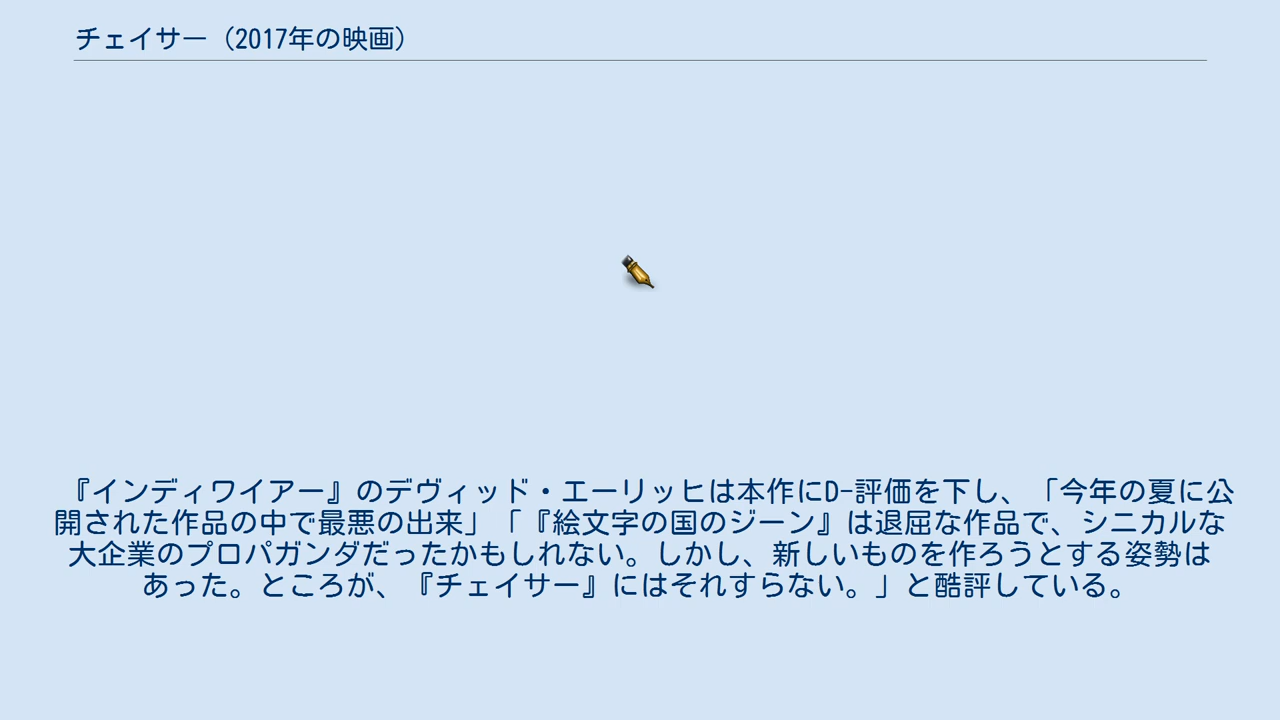 チェイサー（2017年の映画）
『インディワイアー』のデヴィッド・エーリッヒは本作にD-評価を下し、「今年の夏に公
開された作品の中で最悪の出来」「『絵文字の国のジーン』は退屈な作品で、シニカルな
大企業のプロパガンダだったかもしれない。しかし、新しいものを作ろうとする姿勢は
あった。ところが、『チェイサー』にはそれすらない。」と酷評している。